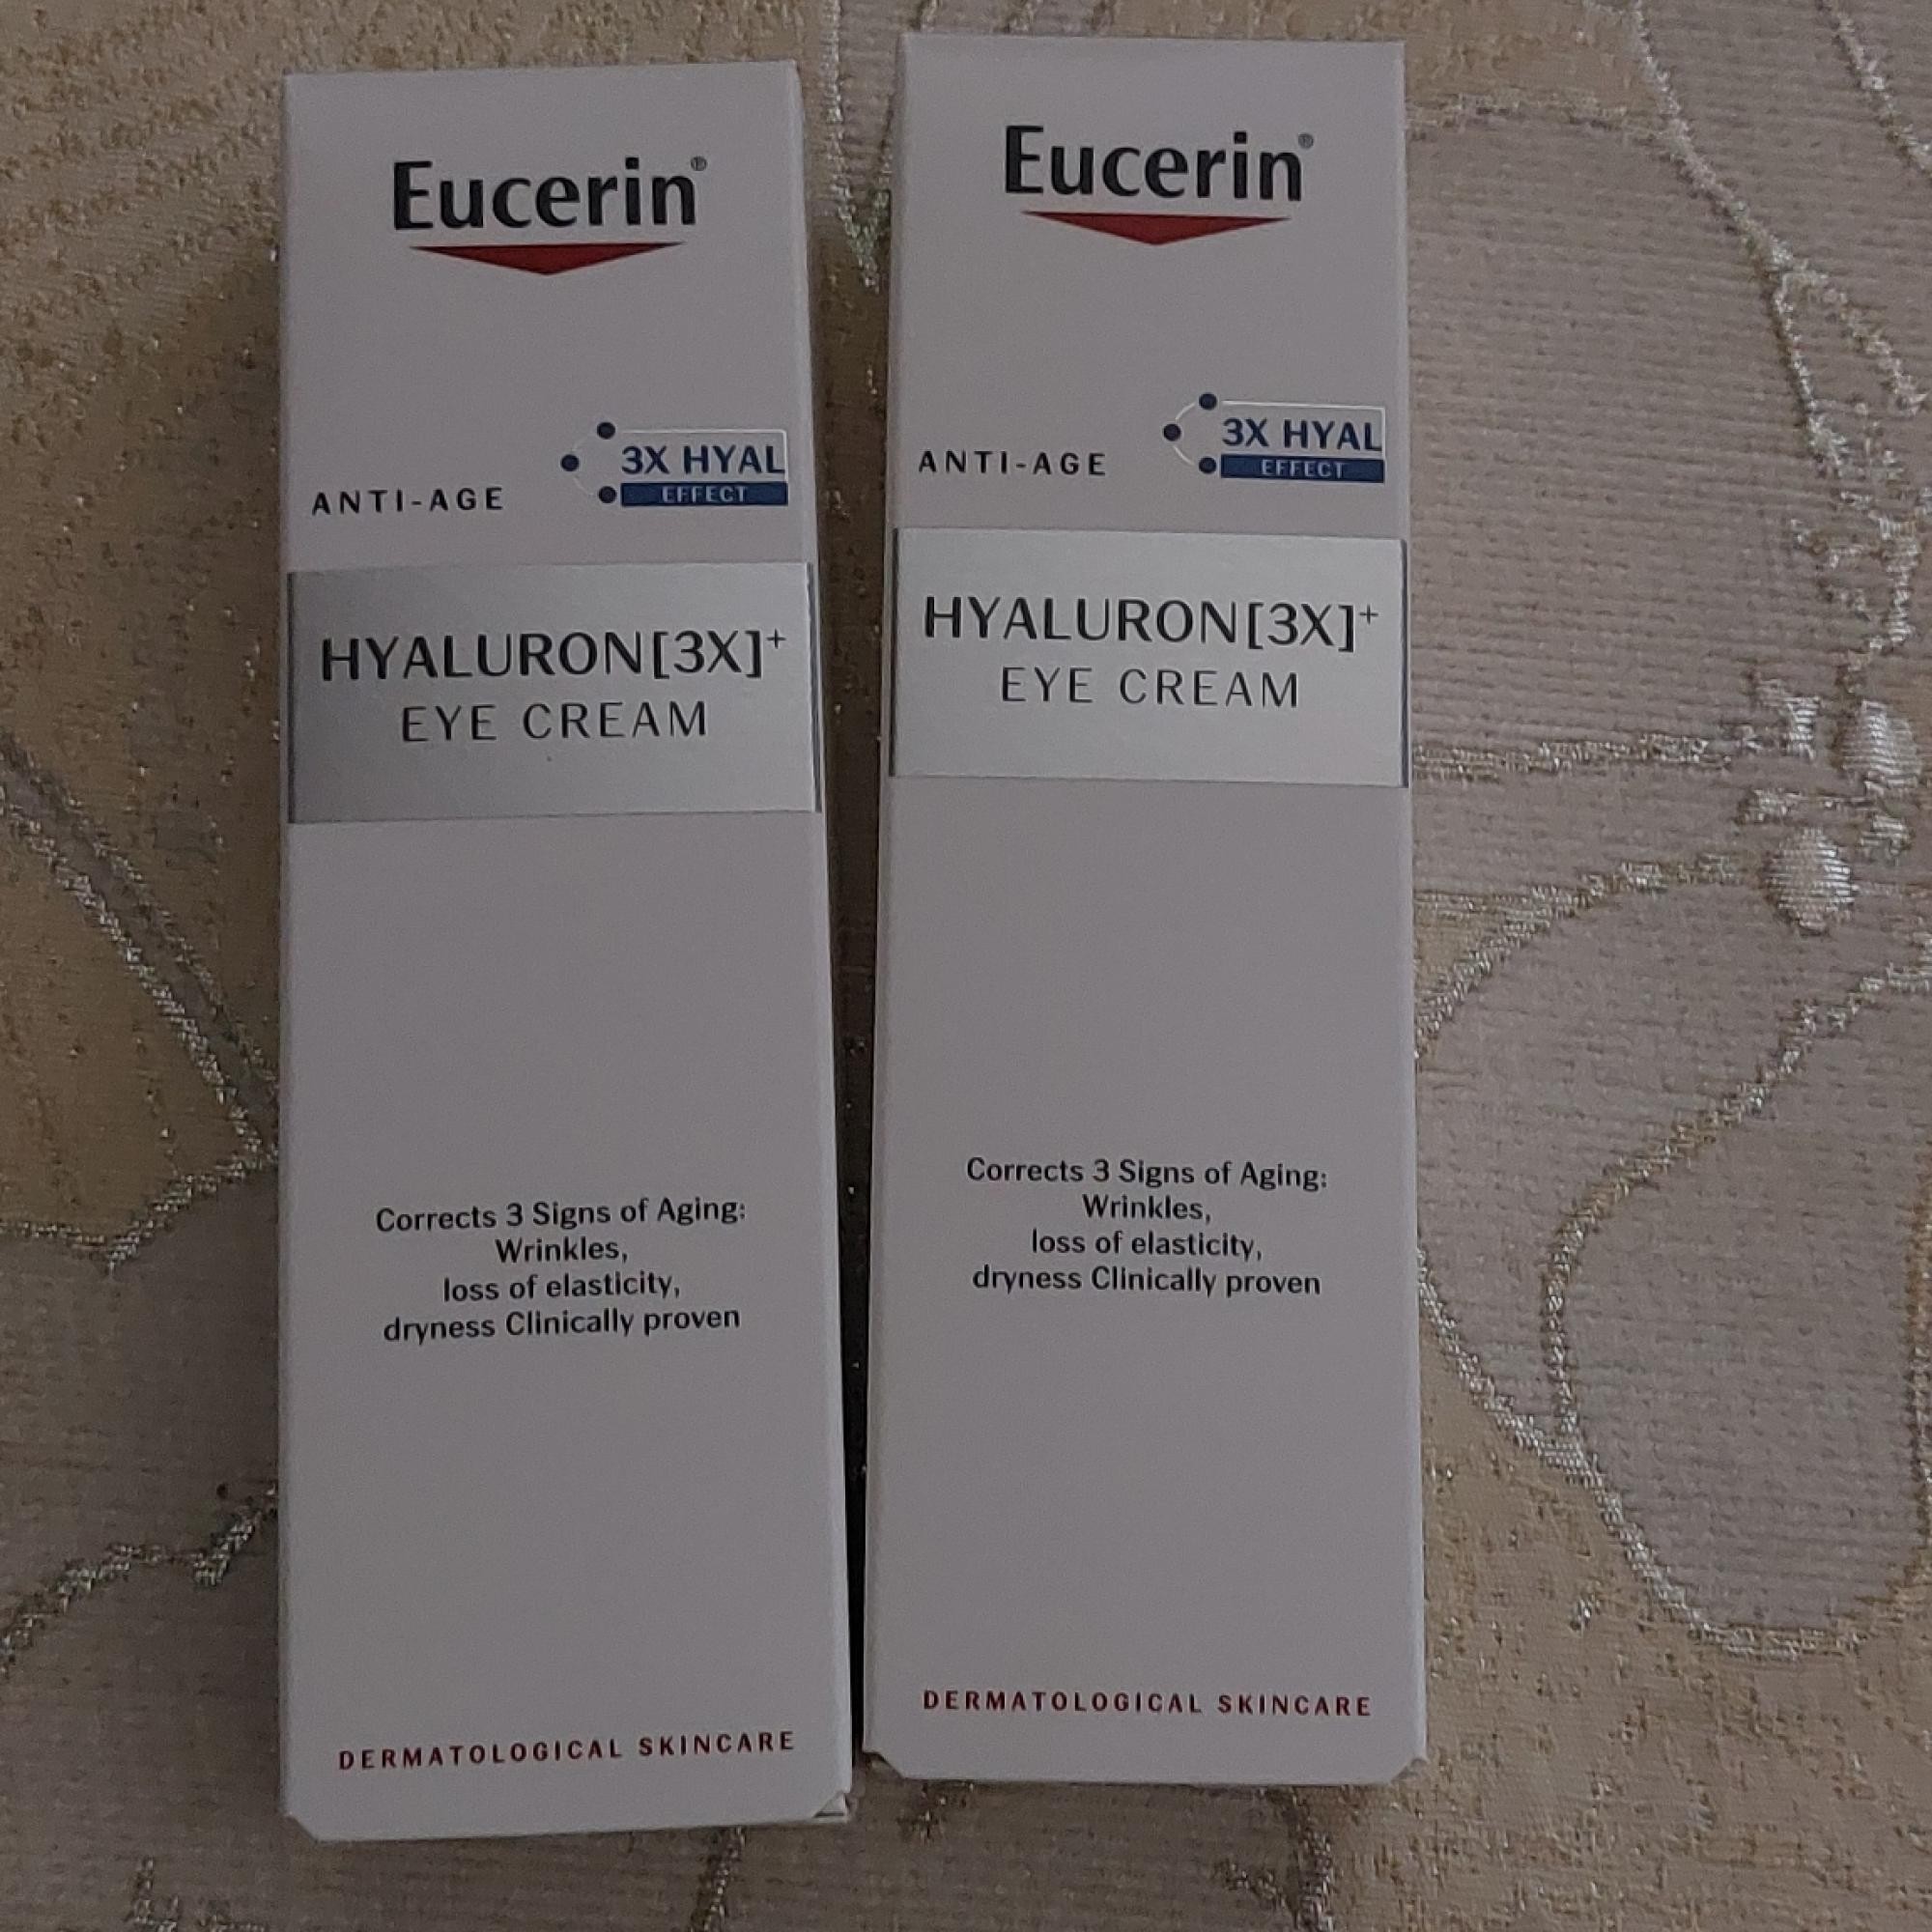 Eucerin®
ANTI-AGE
3X HYAL
EFFECT
HYALURON[3X]+
EYE CREAM
Corrects 3 Signs of Aging:
Wrinkles,
loss of elasticity,
dryness Clinically proven
DERMATOLOGICAL SKINCARE
Eucerin®
ANTI-AGE
3X HYAL
EFFECT
HYALURON[3X]+
EYE CREAM
Corrects 3 Signs of Aging:
Wrinkles,
loss of elasticity,
dryness Clinically proven
DERMATOLOGICAL SKINCARE